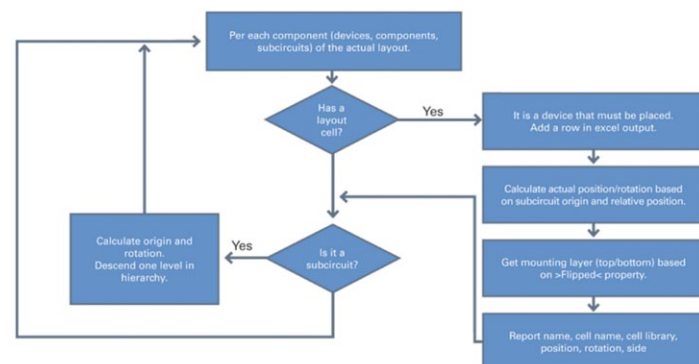 Per each component (devices, components,
subcircuits) of the actual layout.
Has a
layout
cell?
Yes
It is a device that must be placed.
Add a row in excel output.
Calculate actual position/rotation based
on subcircuit origin and relative position.
Get mounting layer (top/bottom) based
on >Flipped< property.
Report name, cell name, cell library,
position, rotation, side
Is it a
subcircuit?
Yes
Calculate origin and
rotation.
Descend one level in
hierarchy.